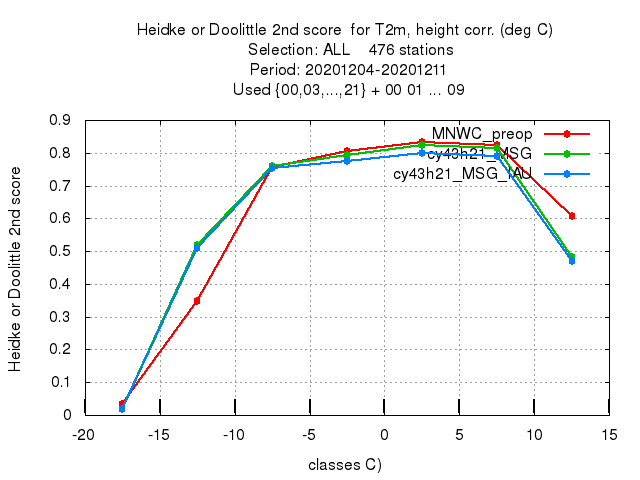 Heidke or Doolittle 2nd score for T2m, height corr. (deg C)
Selection: ALL 476 stations
Period: 20201204-20201211
Used {00,03,...,21} + 00 01 ... 09
0.9
0.8
0.7
0.6
0.5
0.4
0.3
0.2
0.1
0
Heidke or Doolittle 2nd score
MNWC_preop
cy43h21_MSG
cy43h21_MSG_IAU
-20 -15 -10 -5 0 5 10 15
classes C)